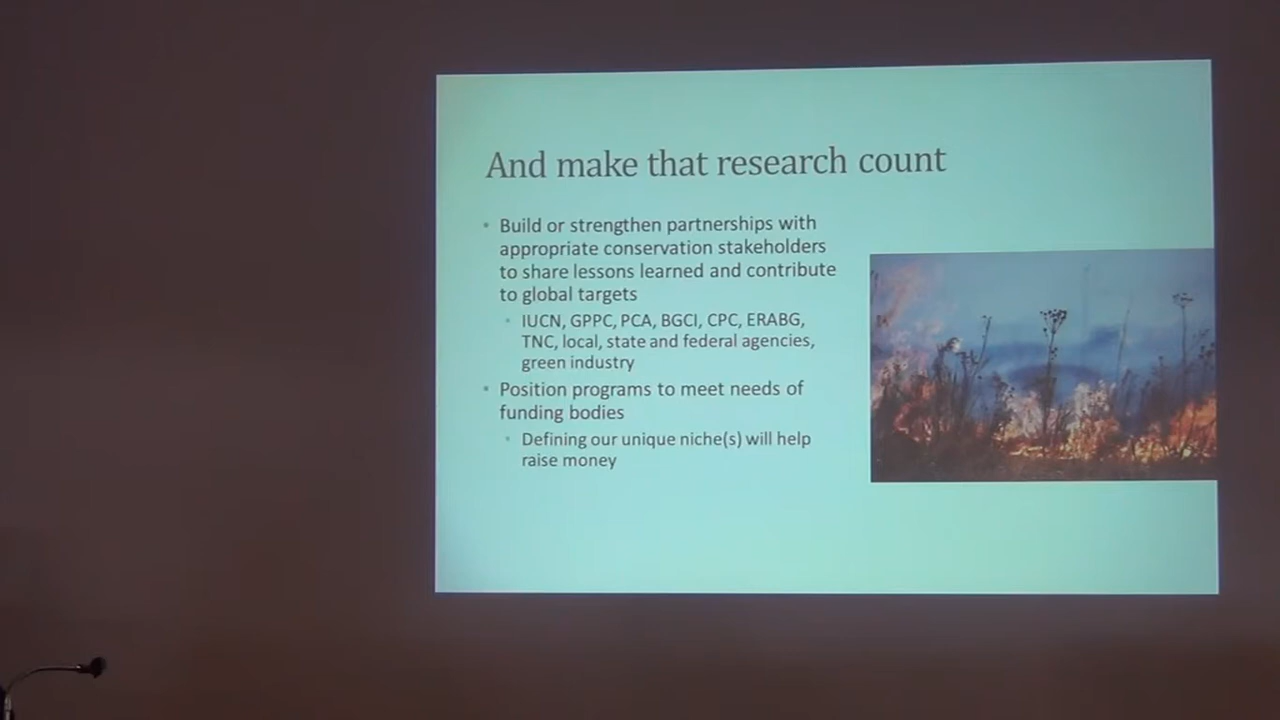 And make that research count
• Build or strengthen partnerships with
appropriate conservation stakeholders
to share lessons learned and contribute
to global targets
• IUCN, GPPC, PCA, BGCI, CPC, ERABG,
TNC, local, state and federal agencies,
green industry
• Position programs to meet needs of
funding bodies
• Defining our unique niche(s) will help
raise money